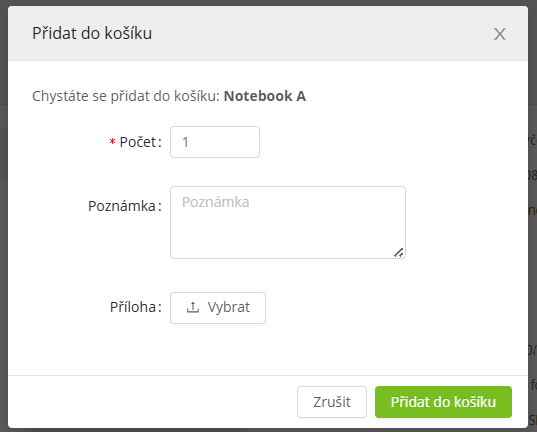 Přidat do košíku
Chystáte se přidat do košíku: Notebook A
* Počet: 1
Poznámka: Poznámka
Příloha: Vybrat
Zrušit Přidat do košíku